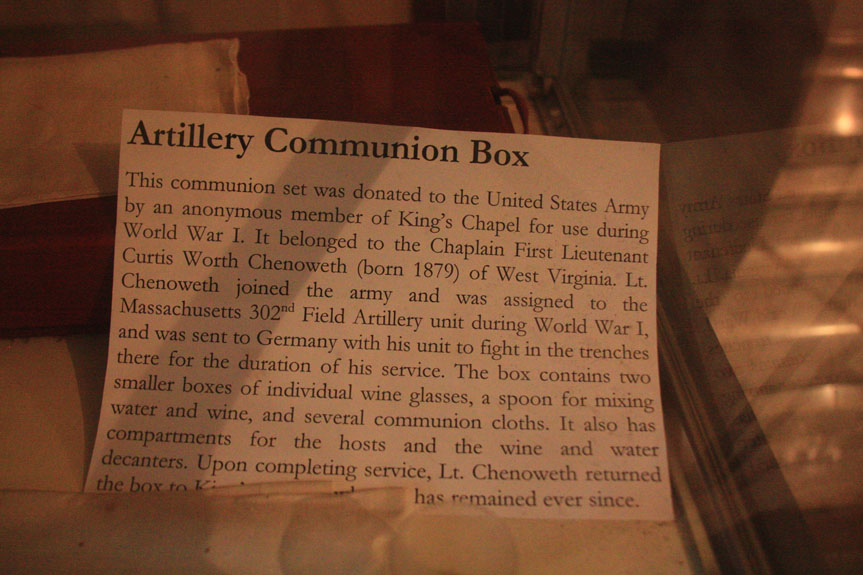 Artillery Communion Box
This communion set was donated to the United States Army
by an anonymous member of King's Chapel for use during
World War I. It belonged to the Chaplain First Lieutenant
Curtis Worth Chenoweth (born 1879) of West Virginia. Lt.
Chenoweth joined the army and was assigned to the
Massachusetts 302nd Field Artillery unit during World War I,
and was sent to Germany with his unit to fight in the trenches
there for the duration of his service. The box contains two
smaller boxes of individual wine glasses, a spoon for mixing
water and wine, and several communion cloths. It also has
compartments for the hosts and the wine and water
decanters. Upon completing service, Lt. Chenoweth returned
the box to has remained ever since.